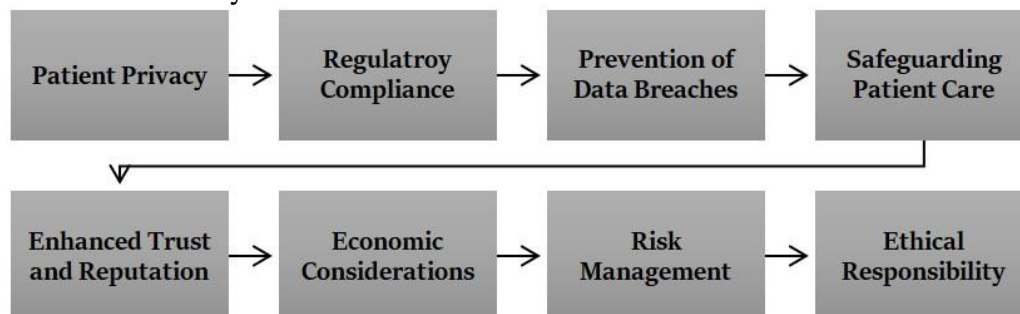 Patient Privacy
Regulatroy
Compliance
Prevention of
Data Breaches
Safeguarding
Patient Care
Enhanced Trust
and Reputation
Economic
Considerations
Risk
Management
Ethical
Responsibility